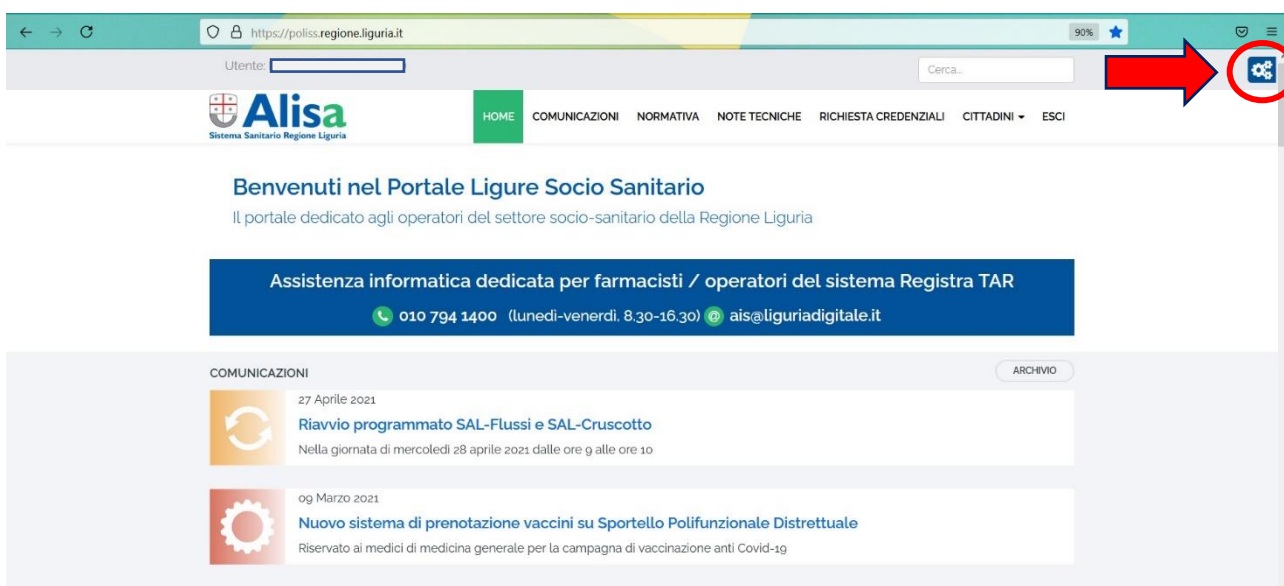 https://poliss.regione.liguria.it
90%
Utente:
Cerca...
Alisa
Sistema Sanitario Regione Liguria
HOME COMUNICAZIONI NORMATIVA NOTE TECNICHE RICHIESTA CREDENZIALI CITTADINI ESCI
Benvenuti nel Portale Ligure Socio Sanitario
Il portale dedicato agli operatori del settore socio-sanitario della Regione Liguria
Assistenza informatica dedicata per farmacisti / operatori del sistema Registra TAR
010 794 1400 (lunedì-venerdì, 8.30-16.30) @ ais@liguriadigitale.it
COMUNICAZIONI
ARCHIVIO
27 Aprile 2021
Riavvio programmato SAL-Flussi e SAL-Cruscotto
Nella giornata di mercoledì 28 aprile 2021 dalle ore 9 alle ore 10
09 Marzo 2021
Nuovo sistema di prenotazione vaccini su Sportello Polifunzionale Distrettuale
Riservato ai medici di medicina generale per la campagna di vaccinazione anti Covid-19